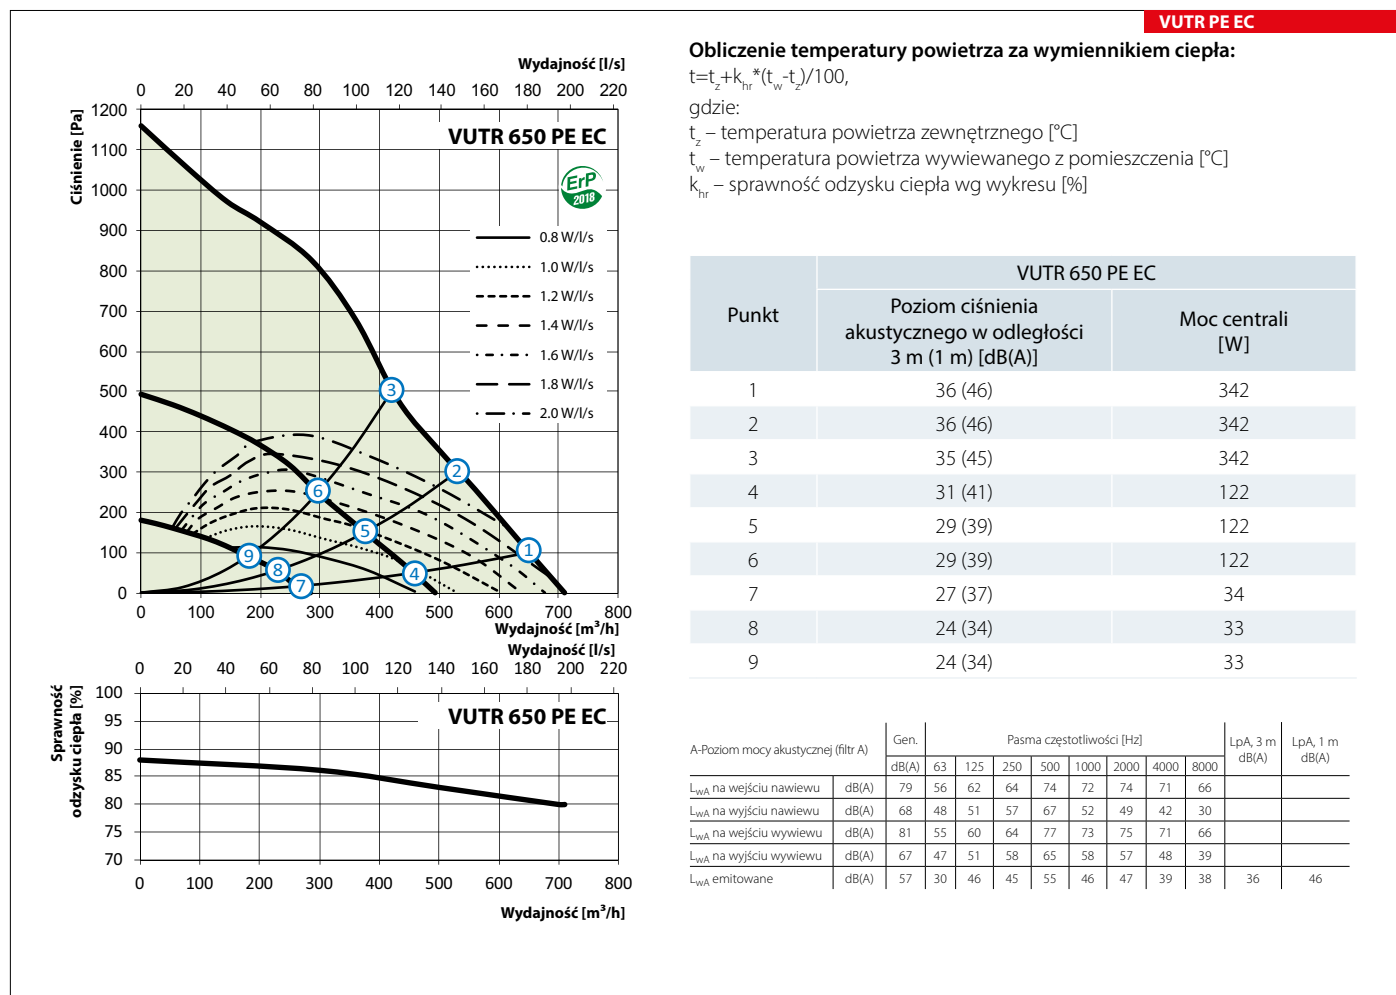 VUTR PE EC
Wydajność [l/s]
0 20 40 60 80 100 120 140 160 180 200 220
Ciśnienie [Pa]
1200
1100
1000
900
800
700
600
500
400
300
200
100
0
VUTR 650 PE EC
ErP
2018
0.8 W/l/s
1.0 W/l/s
1.2 W/l/s
1.4 W/l/s
1.6 W/l/s
1.8 W/l/s
2.0 W/l/s
3
2
6
5
1
9
8
4
7
0 100 200 300 400 500 600 700 800
Wydajność [m³/h]
Wydajność [l/s]
0 20 40 60 80 100 120 140 160 180 200 220
Sprawność
odzysku ciepła [%]
100
95
90
85
80
75
70
VUTR 650 PE EC
0 100 200 300 400 500 600 700 800
Wydajność [m³/h]
Obliczenie temperatury powietrza za wymiennikiem ciepła:
t=tz+khr*(tw-tz)/100,
gdzie:
tz – temperatura powietrza zewnętrznego [°C]
tw – temperatura powietrza wywiewanego z pomieszczenia [°C]
khr – sprawność odzysku ciepła wg wykresu [%]
VUTR 650 PE EC
Punkt
Poziom ciśnienia
akustycznego w odległości
3 m (1 m) [dB(A)]
Moc centrali
[W]
1 36 (46) 342
2 36 (46) 342
3 35 (45) 342
4 31 (41) 122
5 29 (39) 122
6 29 (39) 122
7 27 (37) 34
8 24 (34) 33
9 24 (34) 33
A-Poziom mocy akustycznej (filtr A) Gen. Pasma częstotliwości [Hz] LpA, 3 m dB(A) LpA, 1 m dB(A)
dB(A) 63 125 250 500 1000 2000 4000 8000
LwA na wejściu nawiewu dB(A) 79 56 62 64 74 72 74 71 66
LwA na wyjściu nawiewu dB(A) 68 48 51 57 67 52 49 42 30
LwA na wejściu wywiewu dB(A) 81 55 60 64 77 73 75 71 66
LwA na wyjściu wywiewu dB(A) 67 47 51 58 65 58 57 48 39
LwA emitowane dB(A) 57 30 46 45 55 46 47 39 38 36 46